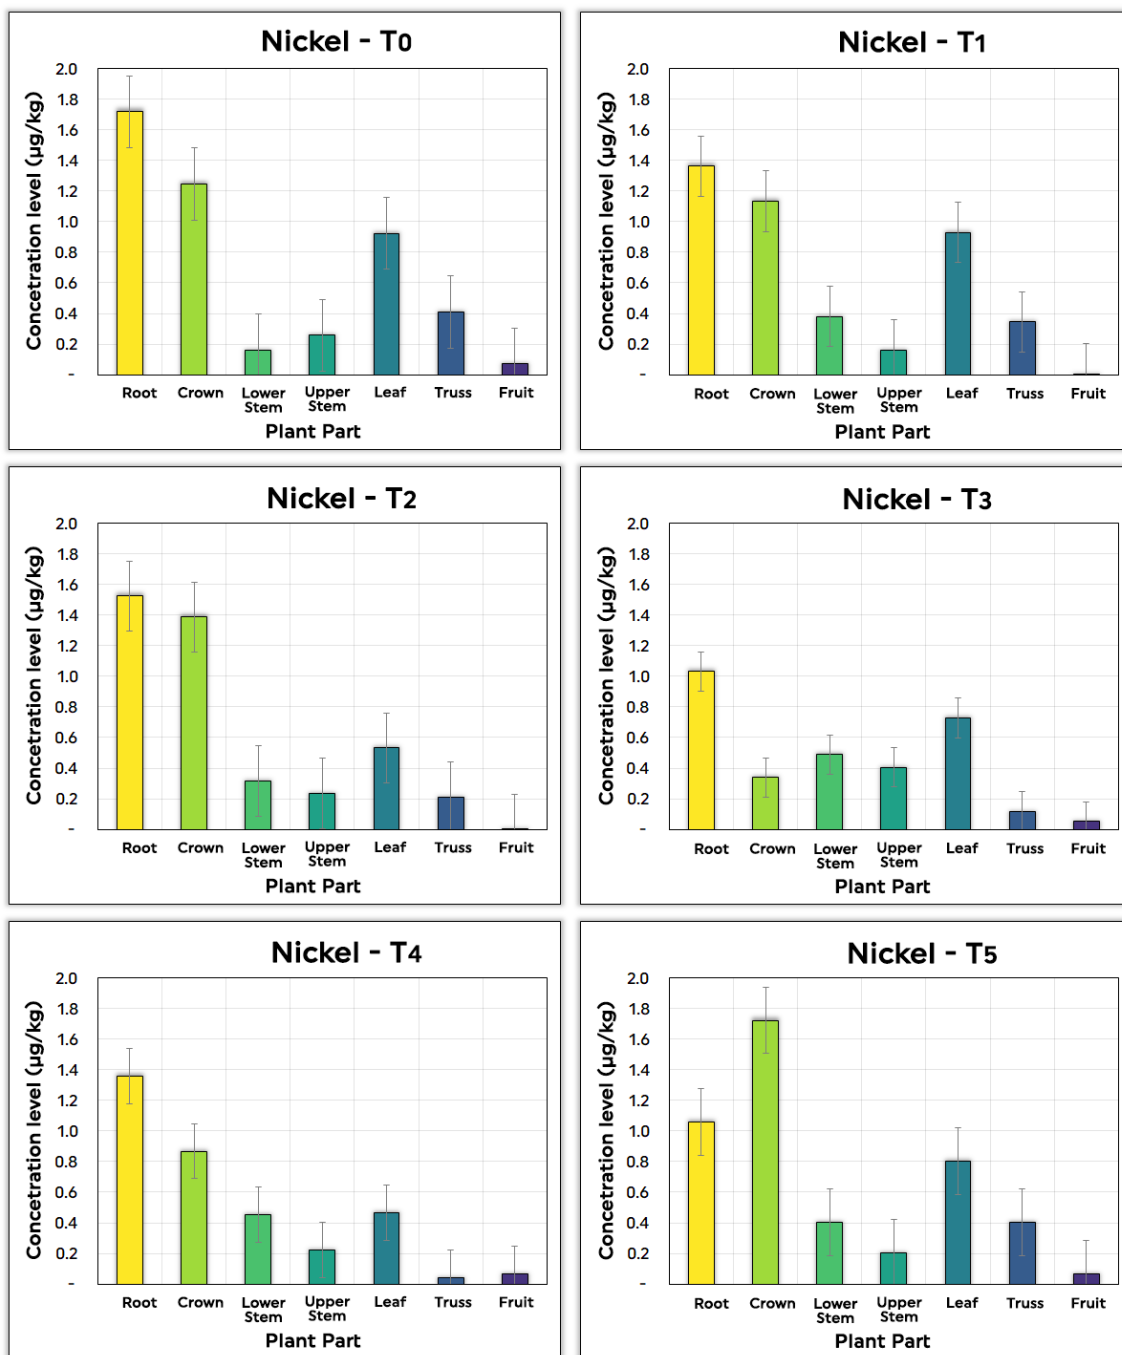 Nickel - T0
Concetration level (µg/kg)
2.0
1.8
1.6
1.4
1.2
1.0
0.8
0.6
0.4
0.2
-
Root Crown Lower Stem Upper Stem Leaf Truss Fruit
Plant Part
Nickel - T1
Concetration level (µg/kg)
2.0
1.8
1.6
1.4
1.2
1.0
0.8
0.6
0.4
0.2
-
Root Crown Lower Stem Upper Stem Leaf Truss Fruit
Plant Part
Nickel - T2
Concetration level (µg/kg)
2.0
1.8
1.6
1.4
1.2
1.0
0.8
0.6
0.4
0.2
-
Root Crown Lower Stem Upper Stem Leaf Truss Fruit
Plant Part
Nickel - T3
Concetration level (µg/kg)
2.0
1.8
1.6
1.4
1.2
1.0
0.8
0.6
0.4
0.2
-
Root Crown Lower Stem Upper Stem Leaf Truss Fruit
Plant Part
Nickel - T4
Concetration level (µg/kg)
2.0
1.8
1.6
1.4
1.2
1.0
0.8
0.6
0.4
0.2
-
Root Crown Lower Stem Upper Stem Leaf Truss Fruit
Plant Part
Nickel - T5
Concetration level (µg/kg)
2.0
1.8
1.6
1.4
1.2
1.0
0.8
0.6
0.4
0.2
-
Root Crown Lower Stem Upper Stem Leaf Truss Fruit
Plant Part